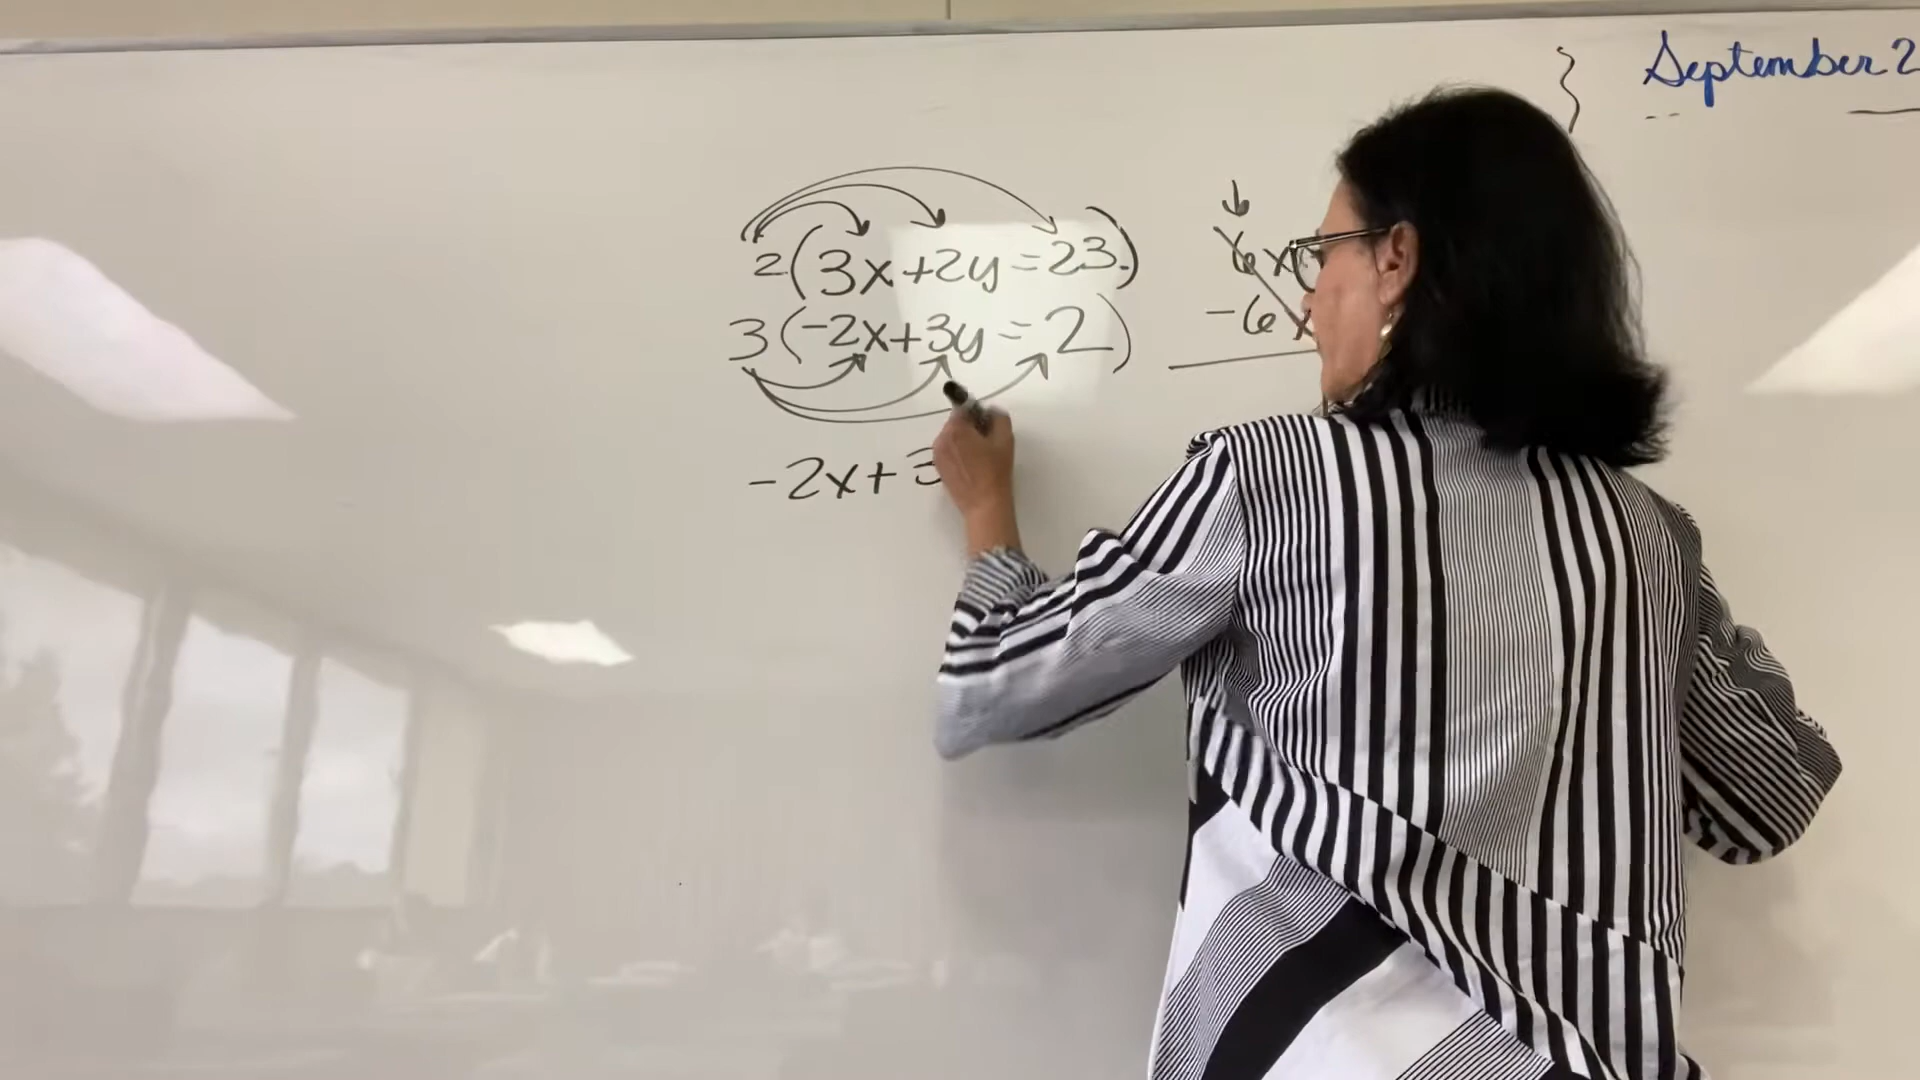 September 2
2(3x+2y=23.)
3(-2x+3y=2)
6x
-6x
-2x+3